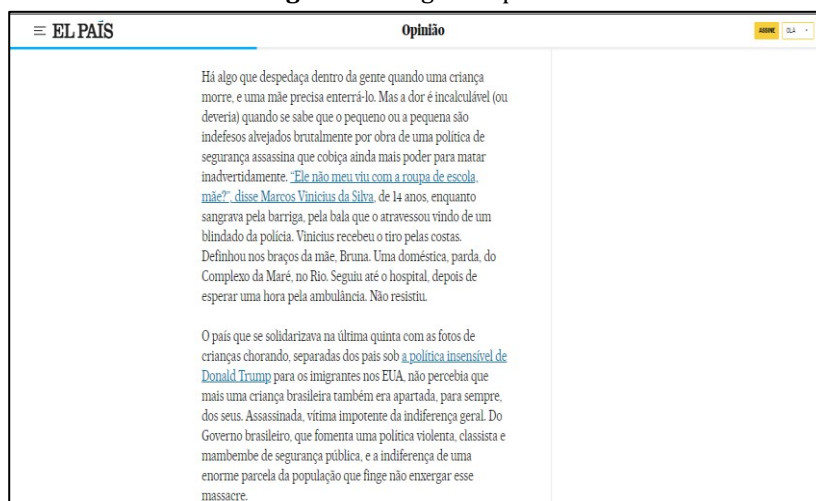 EL PAÍS
Opinião
ASSINE
OLÁ
Há algo que despedaça dentro da gente quando uma criança
morre, e uma mãe precisa enterrá-lo. Mas a dor é incalculável (ou
deveria) quando se sabe que o pequeno ou a pequena são
indefesos alvejados brutalmente por obra de uma política de
segurança assassina que cobiça ainda mais poder para matar
inadvertidamente. “Ele não meu viu com a roupa de escola,
mãe?”, disse Marcos Vinicius da Silva, de 14 anos, enquanto
sangrava pela barriga, pela bala que o atravessou vindo de um
blindado da polícia. Vinicius recebeu o tiro pelas costas.
Definhou nos braços da mãe, Bruna. Uma doméstica, parda, do
Complexo da Maré, no Rio. Seguiu até o hospital, depois de
esperar uma hora pela ambulância. Não resistiu.
O país que se solidarizava na última quinta com as fotos de
crianças chorando, separadas dos pais sob a política insensível de
Donald Trump para os imigrantes nos EUA, não percebia que
mais uma criança brasileira também era apartada, para sempre,
dos seus. Assassinada, vítima impotente da indiferença geral. Do
Governo brasileiro, que fomenta uma política violenta, classista e
mambembe de segurança pública, e a indiferença de uma
enorme parcela da população que finge não enxergar esse
massacre.